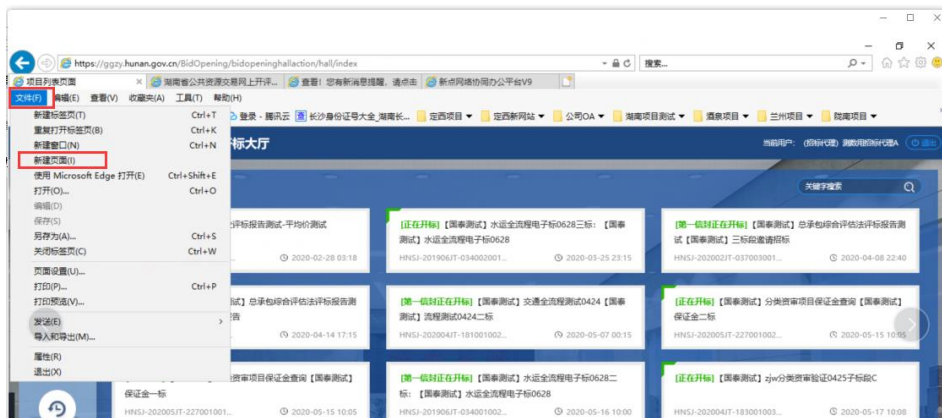 https://ggzy.hunan.gov.cn/BidOpening/bidopeninghallaction/hall/index
搜索...
项目列表页面
湖南省公共资源交易网上开评...
查看！您有新消息提醒，请点击
新点网络协同办公平台V9
文件(F) 编辑(E) 查看(V) 收藏夹(A) 工具(T) 帮助(H)
登录 - 腾讯云 长沙身份证号大全_湖南长... 定西项目 定西新网站 公司OA 湖南项目测试 酒泉项目 兰州项目 陇南项目
新建标签页(T) Ctrl+T
重复打开标签页(B) Ctrl+K
新建窗口(N) Ctrl+N
新建页面(I)
使用 Microsoft Edge 打开(E) Ctrl+Shift+E
打开(O)... Ctrl+O
编辑(D)
保存(S)
另存为(A)... Ctrl+S
关闭标签页(C) Ctrl+W
页面设置(U)...
打印(P)... Ctrl+P
打印预览(V)...
发送(E)
导入和导出(M)...
属性(R)
退出(X)
标大厅
当前用户： (招标代理)
退出
关键字搜索
评标报告测试-平均价测试
2020-02-28 03:18
[正在开标]【国泰测试】水运全流程电子标0628三标：【国泰
测试】水运全流程电子标0628
HNSJ-201906JT-034002001... 2020-03-25 23:15
[第一信封正在开标]【国泰测试】总承包综合评估法评标报告测
试【国泰测试】三标段邀请招标
HNSJ-202002JT-037003001... 2020-04-08 22:40
试】总承包综合评估法评标报告测
告
2020-04-14 17:15
[第一信封正在开标]【国泰测试】交通全流程测试0424【国泰
测试】流程测试0424二标
HNSJ-202004JT-181001002... 2020-05-07 00:15
[正在开标]【国泰测试】分类资审项目保证金查询【国泰测试】
保证金二标
HNSJ-202005JT-227001002... 2020-05-15 10:05
资审项目保证金查询【国泰测试】
保证金一标
HNSJ-202005JT-227001001... 2020-05-15 10:05
[第一信封正在开标]【国泰测试】水运全流程电子标0628二
标：【国泰测试】水运全流程电子标0628
HNSJ-201906JT-034001002... 2020-05-16 10:00
[正在开标]【国泰测试】zjw分类资审验证0425子标段C
HNSJ-202004JT-183001003... 2020-05-17 10:08